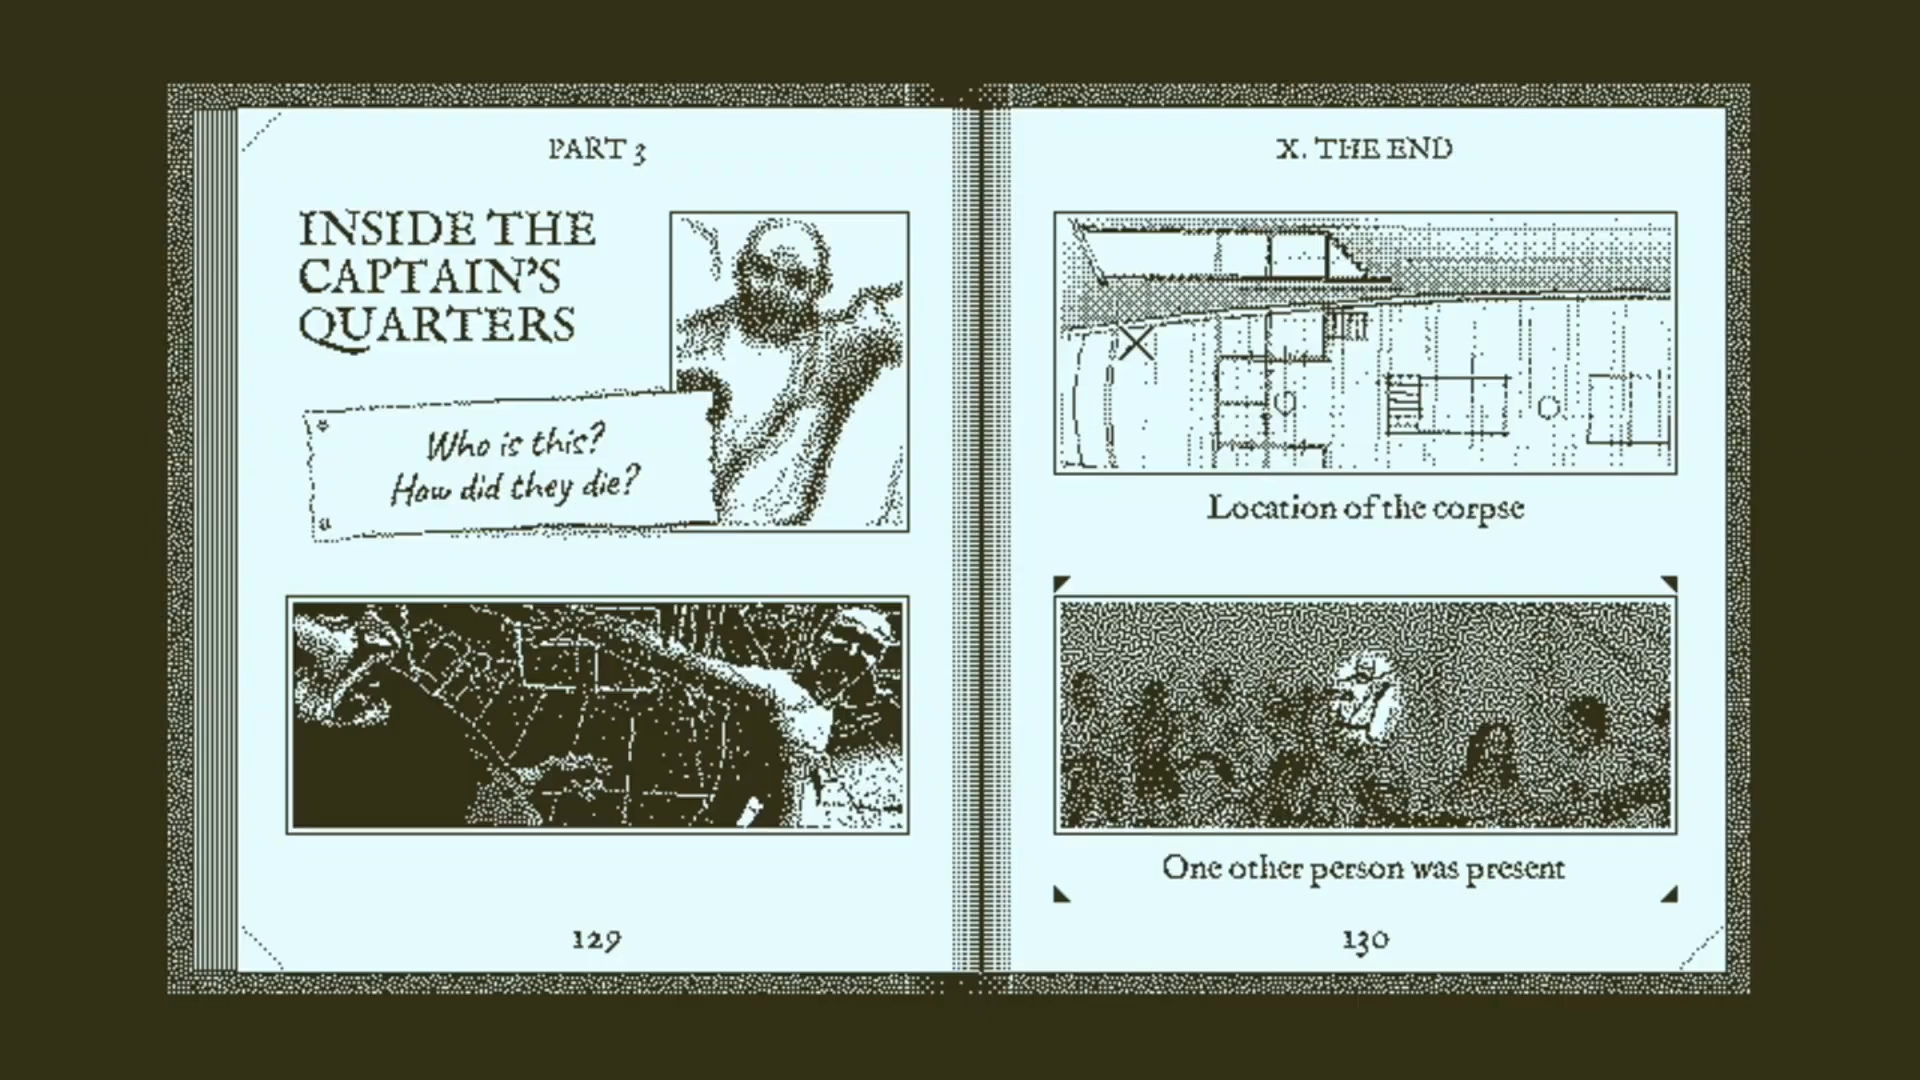 PART 3
INSIDE THE
CAPTAIN'S
QUARTERS
Who is this?
How did they die?
129
X. THE END
Location of the corpse
One other person was present
130